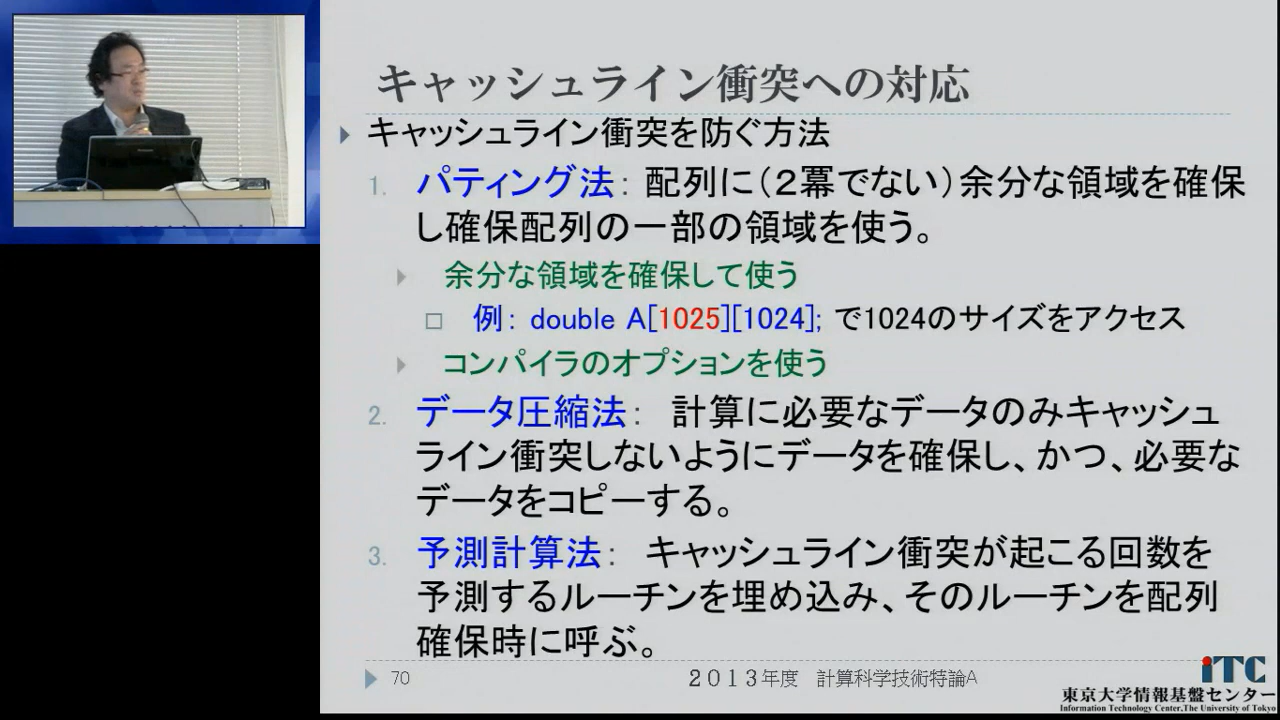 キャッシュライン衝突への対応
キャッシュライン衝突を防ぐ方法
1. パティング法： 配列に（２冪でない）余分な領域を確保
し確保配列の一部の領域を使う。
余分な領域を確保して使う
例： double A[1025][1024]; で1024のサイズをアクセス
コンパイラのオプションを使う
2. データ圧縮法： 計算に必要なデータのみキャッシュ
ライン衝突しないようにデータを確保し、かつ、必要な
データをコピーする。
3. 予測計算法： キャッシュライン衝突が起こる回数を
予測するルーチンを埋め込み、そのルーチンを配列
確保時に呼ぶ。
70
２０１３年度 計算科学技術特論A
iTC
東京大学情報基盤センター
Information Technology Center,The University of Tokyo